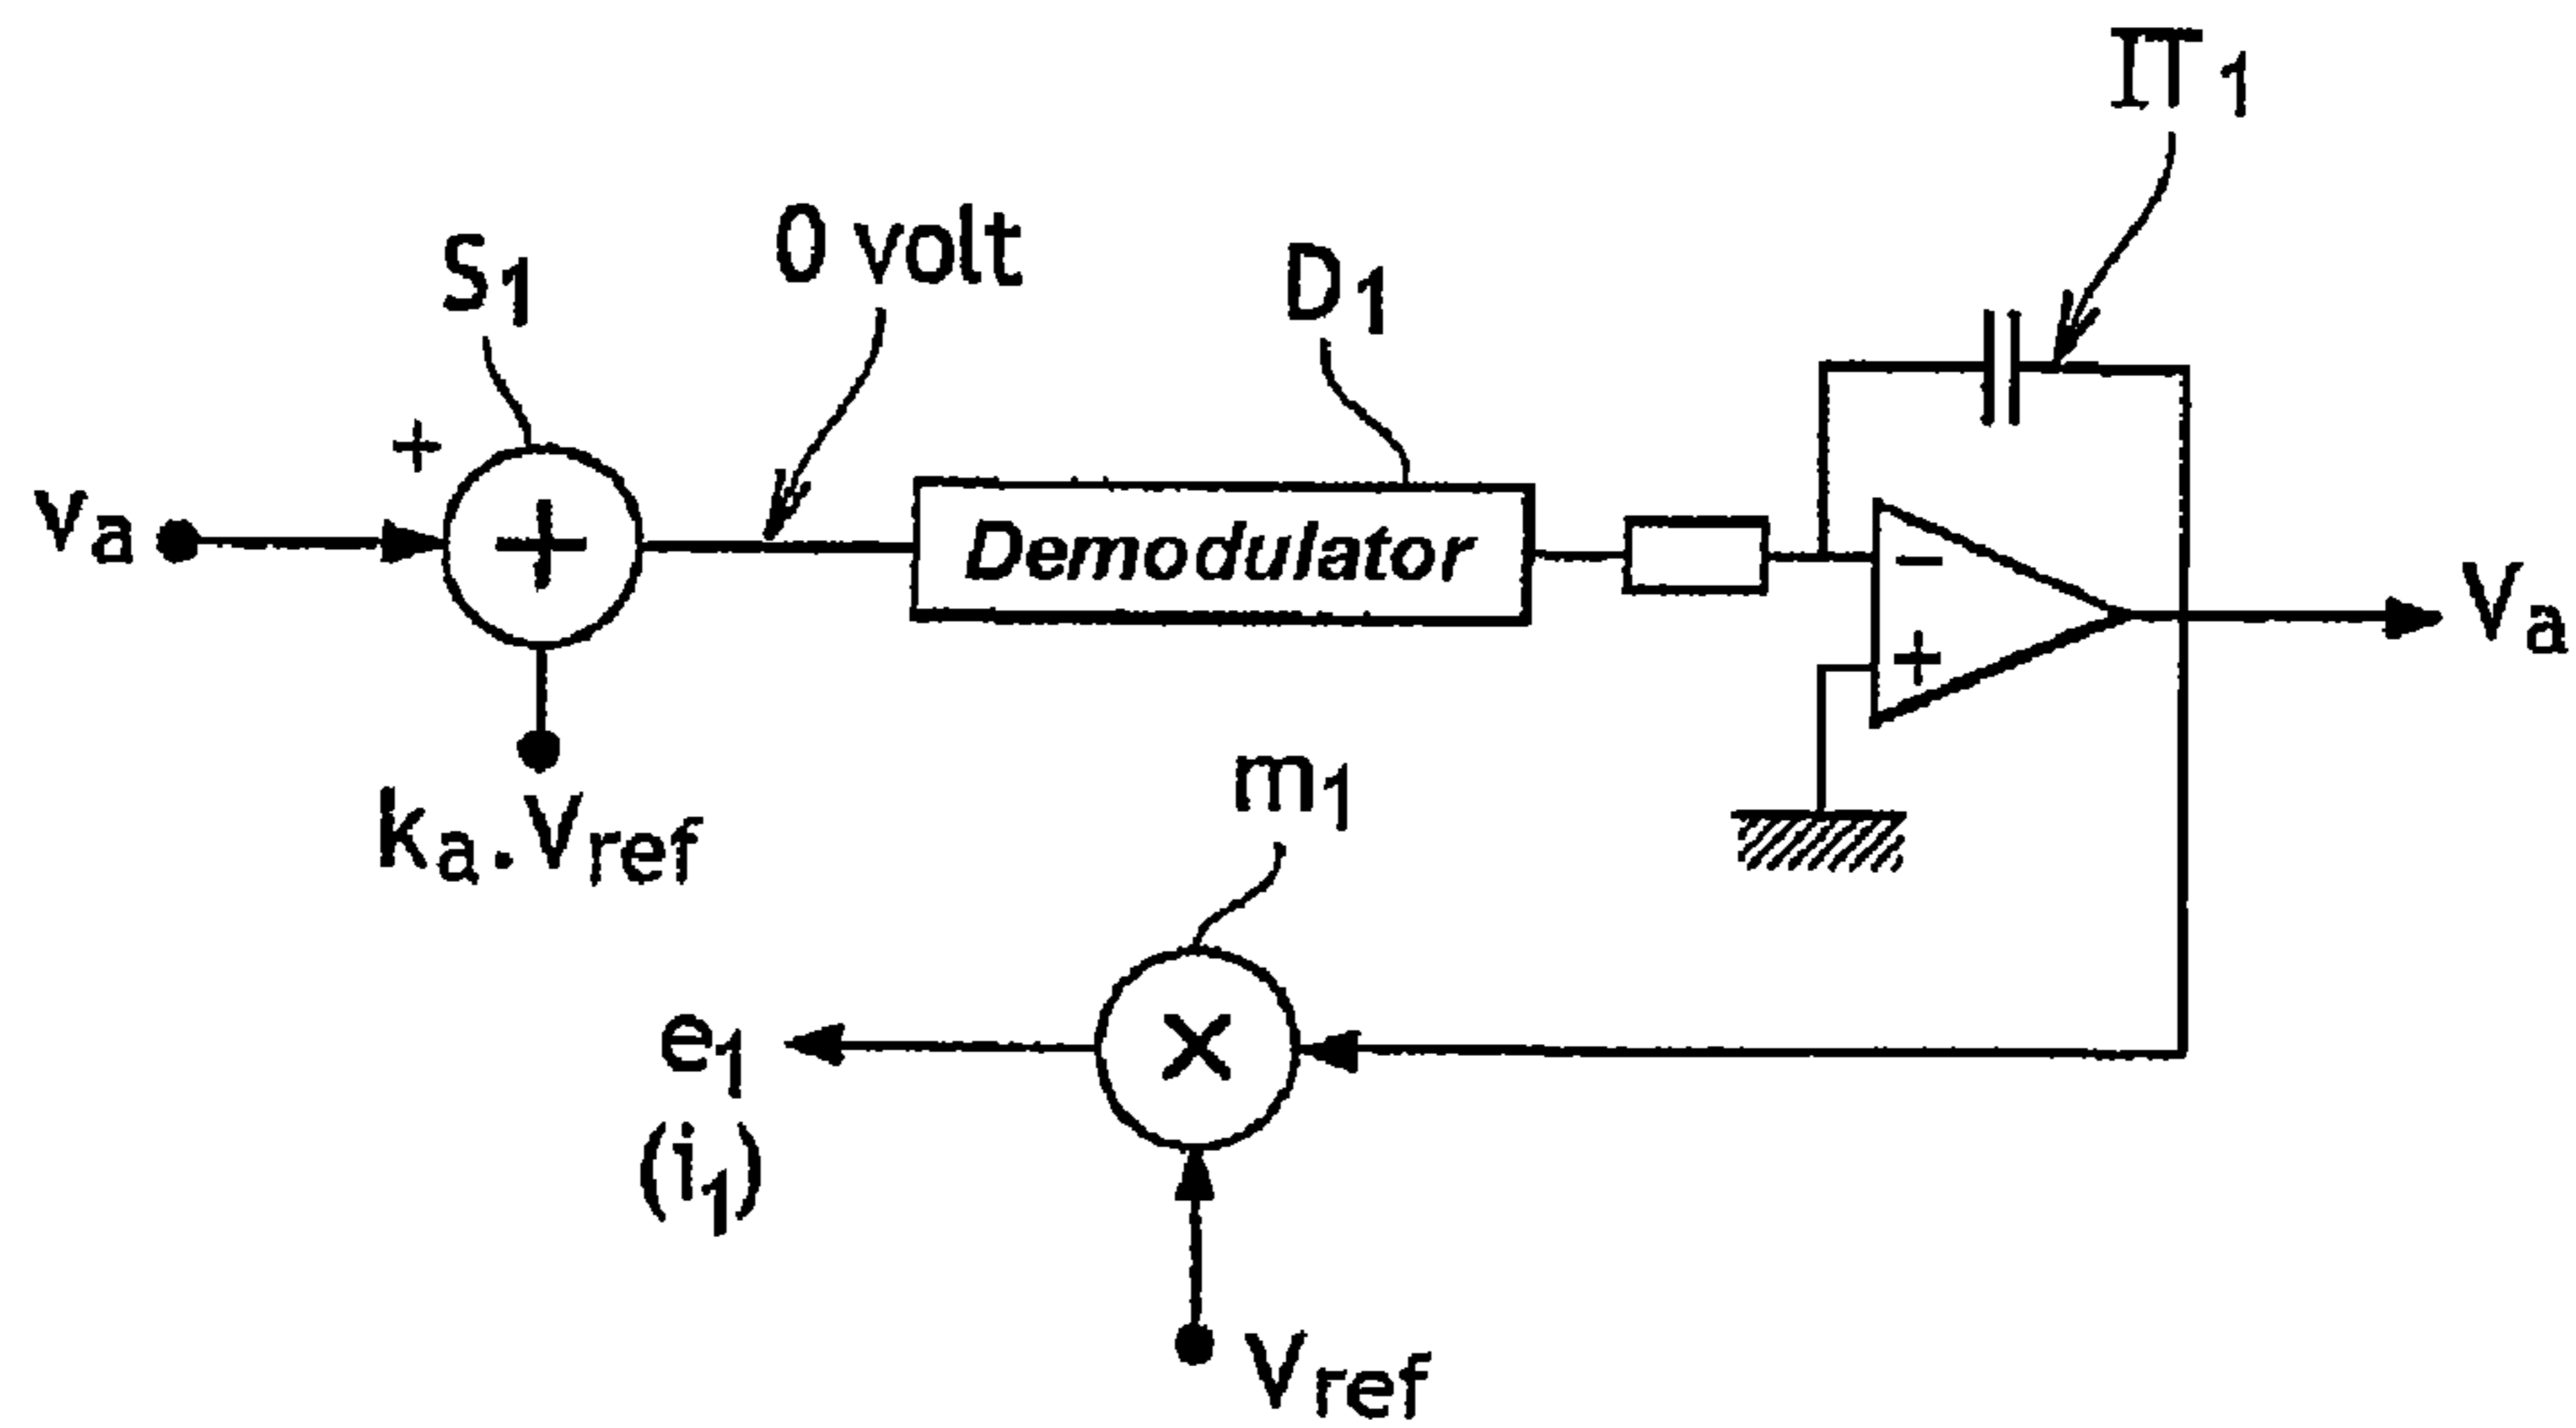 IT1
S1
0 volt
D1
+
va
+
Demodulator
−
+
Va
ka.Vref
m1
e1
×
(i1)
Vref